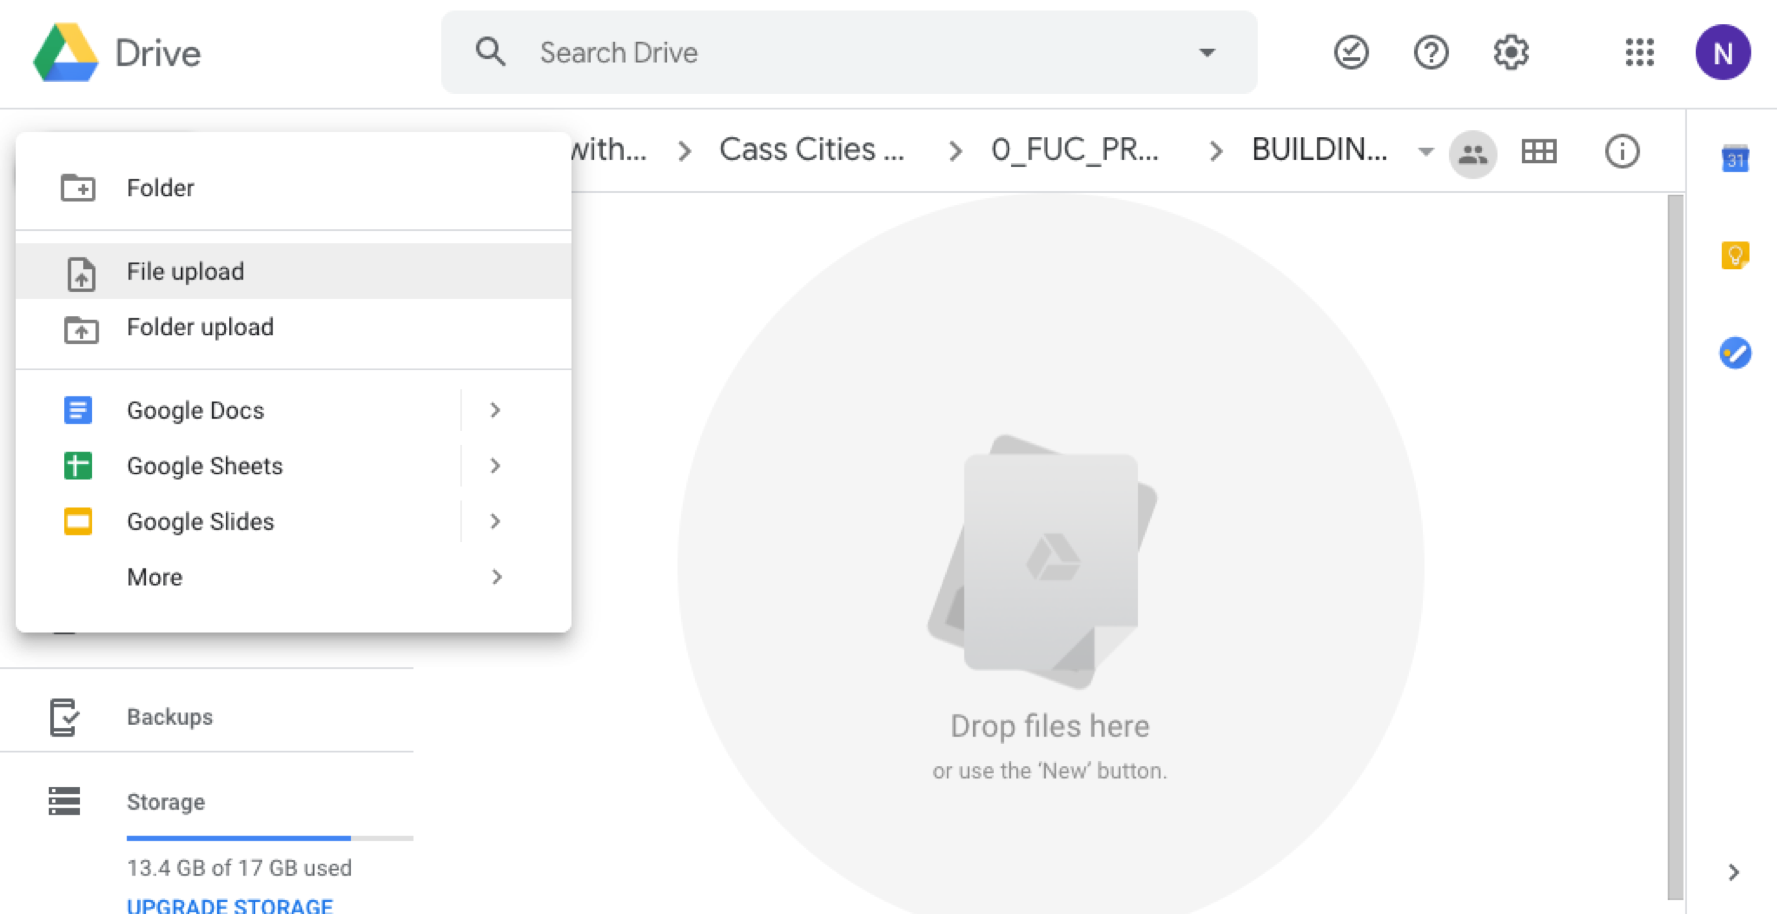 Drive
Search Drive
N
with... > Cass Cities ... > 0_FUC_PR... > BUILDIN...
31
Folder
File upload
Folder upload
Google Docs
Google Sheets
Google Slides
More
Drop files here
or use the ‘New’ button.
Backups
Storage
13.4 GB of 17 GB used
UPGRADE STORAGE